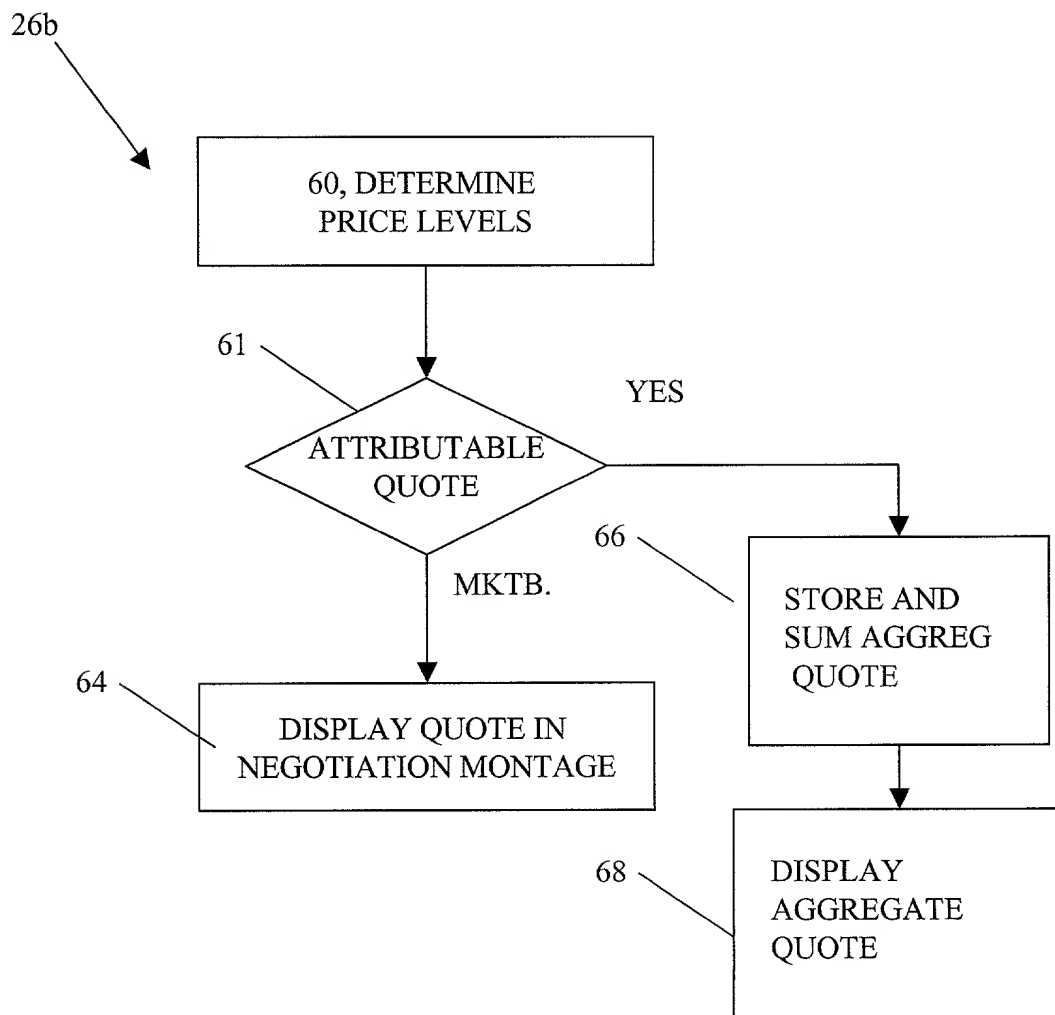 26b
60, DETERMINE
PRICE LEVELS
61
YES
ATTRIBUTABLE
QUOTE
MKTB.
66
STORE AND
SUM AGGREG
QUOTE
64
DISPLAY QUOTE IN
NEGOTIATION MONTAGE
68
DISPLAY
AGGREGATE
QUOTE